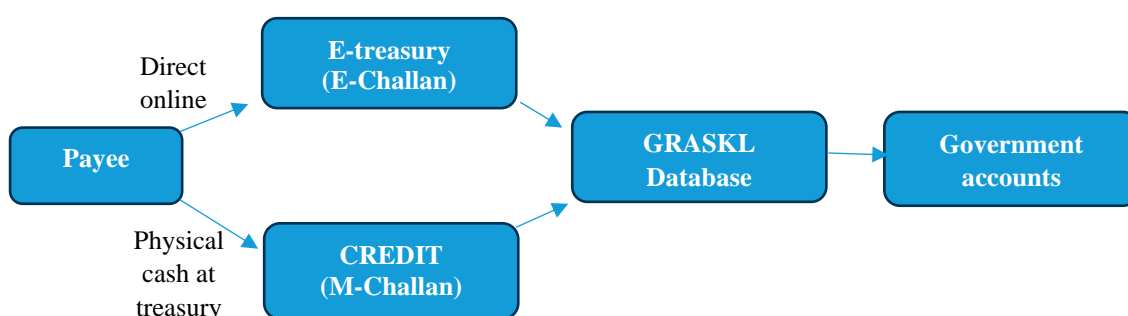 E-treasury
(E-Challan)
Direct
online
Payee
GRASKL
Database
Government
accounts
Physical
cash at
treasury
CREDIT
(M-Challan)